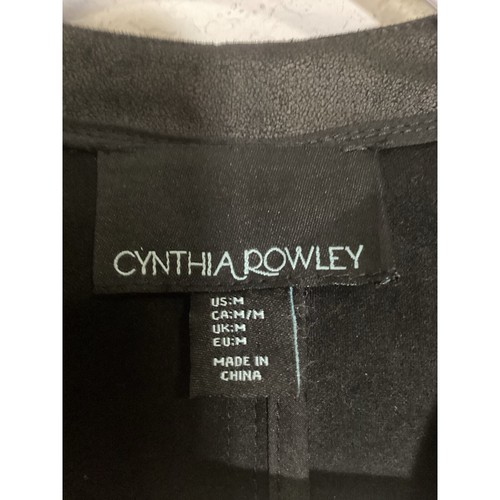 CYNTHIA ROWLEY
US:M
CA:M/M
UK:M
EU:M
MADE IN
CHINA